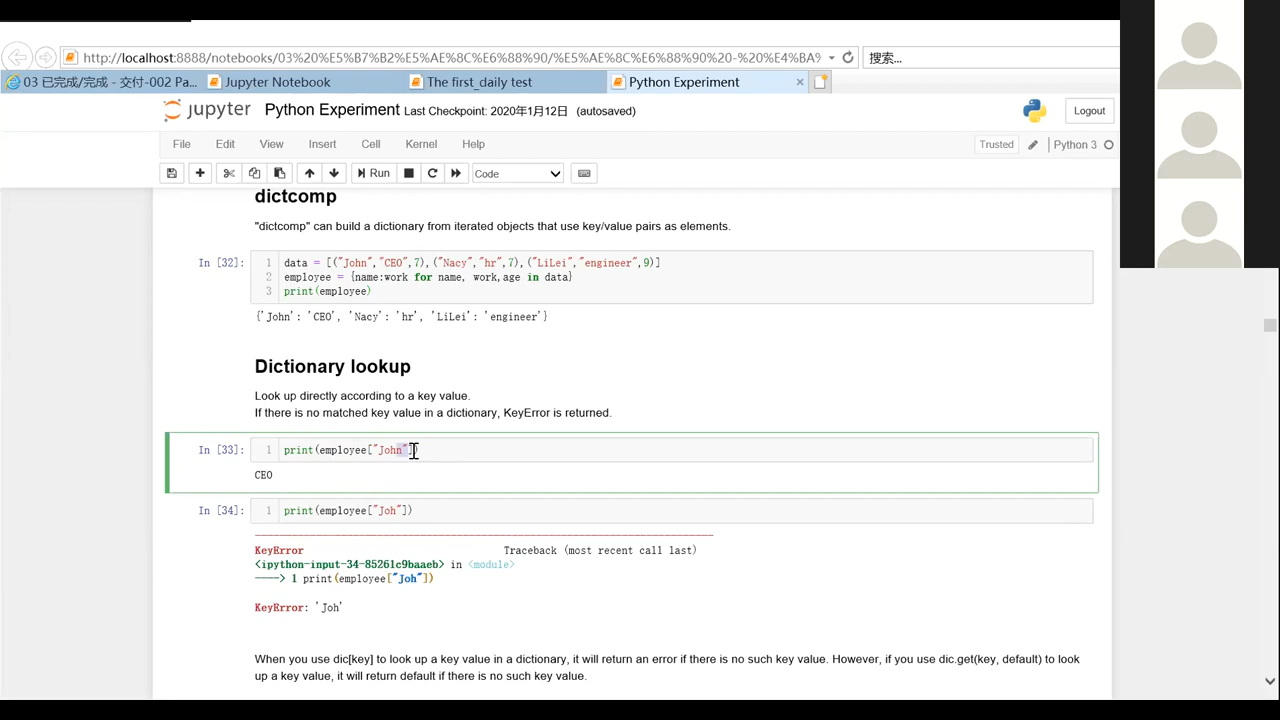 http://localhost:8888/notebooks/03%20%E5%B7%B2%E5%AE%8C%E6%88%90/%E5%AE%8C%E6%88%90%20-%20%E4%BA%9 搜索...
03 已完成/完成 - 交付-002 Pa... Jupyter Notebook The first_daily test Python Experiment
jupyter Python Experiment Last Checkpoint: 2020年1月12日 (autosaved) Logout
File Edit View Insert Cell Kernel Help Trusted Python 3
Run Code
dictcomp
"dictcomp" can build a dictionary from iterated objects that use key/value pairs as elements.
In [32]: 1 data = [("John","CEO",7),("Nacy","hr",7),("LiLei","engineer",9)]
2 employee = {name:work for name, work,age in data}
3 print(employee)
{'John': 'CEO', 'Nacy': 'hr', 'LiLei': 'engineer'}
Dictionary lookup
Look up directly according to a key value.
If there is no matched key value in a dictionary, KeyError is returned.
In [33]: 1 print(employee["John"])
CEO
In [34]: 1 print(employee["Joh"])
KeyError Traceback (most recent call last)
<ipython-input-34-85261c9baaeb> in <module>
----> 1 print(employee["Joh"])
KeyError: 'Joh'
When you use dic[key] to look up a key value in a dictionary, it will return an error if there is no such key value. However, if you use dic.get(key, default) to look
up a key value, it will return default if there is no such key value.